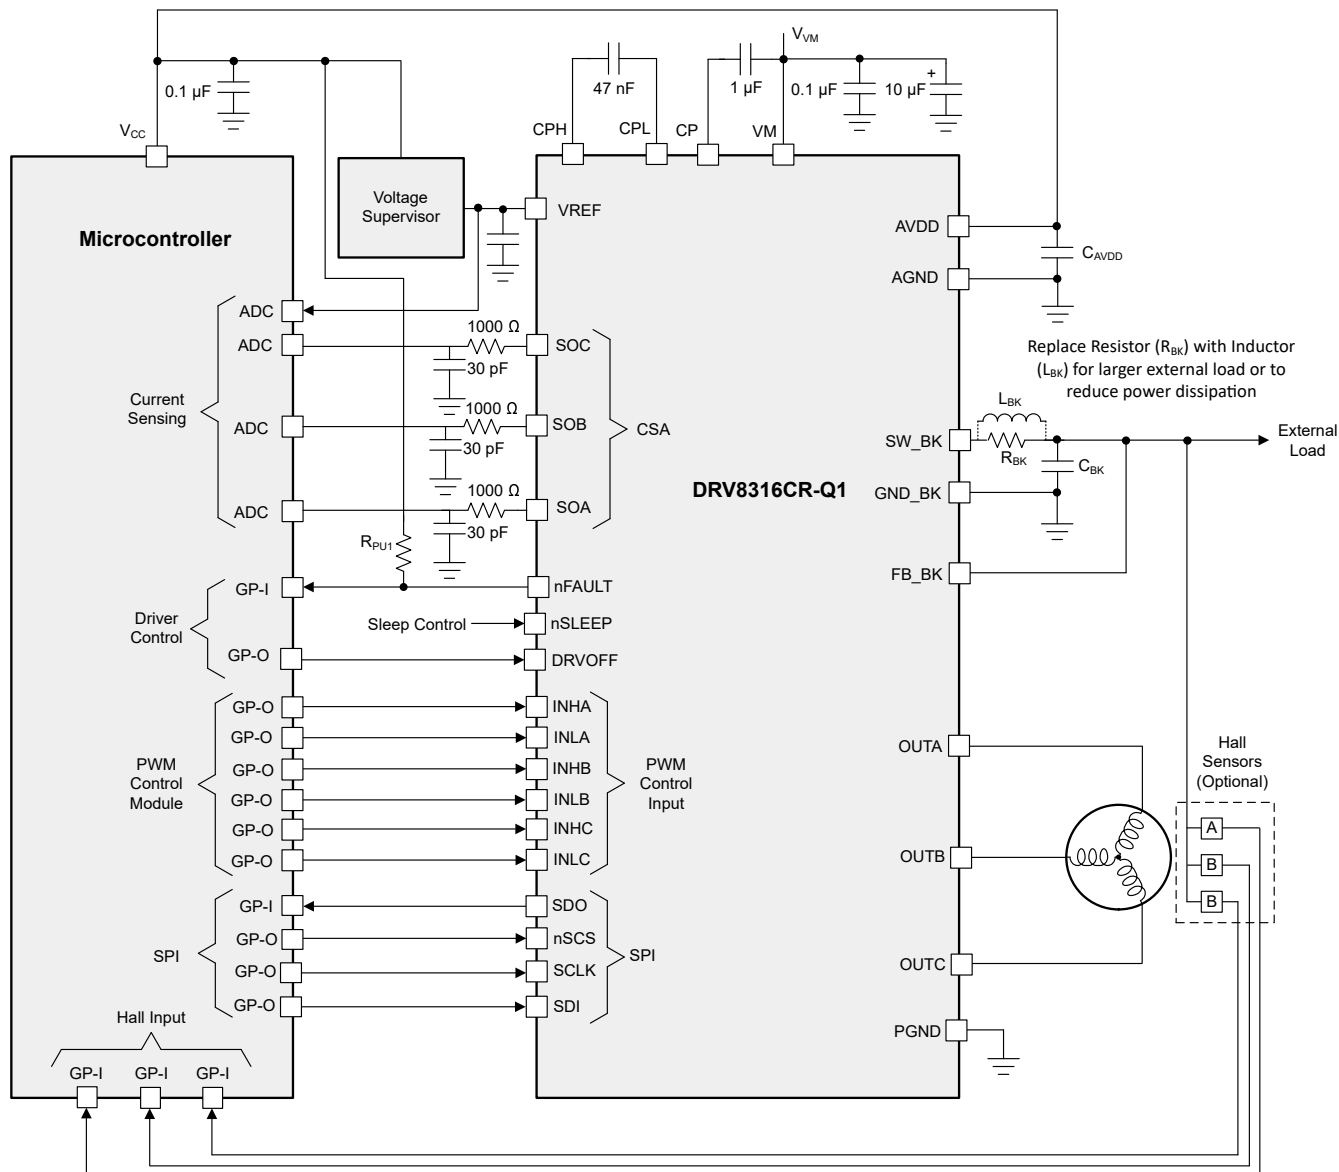 V_VM
+
0.1 µF
47 nF
1 µF
0.1 µF
10 µF
V_CC
CPH
CPL
CP
VM
Voltage
Supervisor
VREF
AVDD
Microcontroller
C_AVDD
AGND
ADC
1000 Ω
ADC
SOC
30 pF
Replace Resistor (R_BK) with Inductor
(L_BK) for larger external load or to
reduce power dissipation
Current
Sensing
1000 Ω
L_BK
ADC
SOB
CSA
SW_BK
External
Load
30 pF
R_BK
C_BK
DRV8316CR-Q1
GND_BK
1000 Ω
ADC
SOA
30 pF
R_PU1
FB_BK
GP-I
nFAULT
Driver
Control
Sleep Control
nSLEEP
GP-O
DRVOFF
GP-O
INHA
GP-O
INLA
OUTA
Hall
Sensors
(Optional)
PWM
Control
Module
GP-O
INHB
PWM
Control
Input
GP-O
INLB
GP-O
INHC
A
GP-O
INLC
OUTB
B
GP-I
SDO
B
GP-O
nSCS
SPI
SPI
GP-O
SCLK
OUTC
GP-O
SDI
Hall Input
PGND
GP-I
GP-I
GP-I